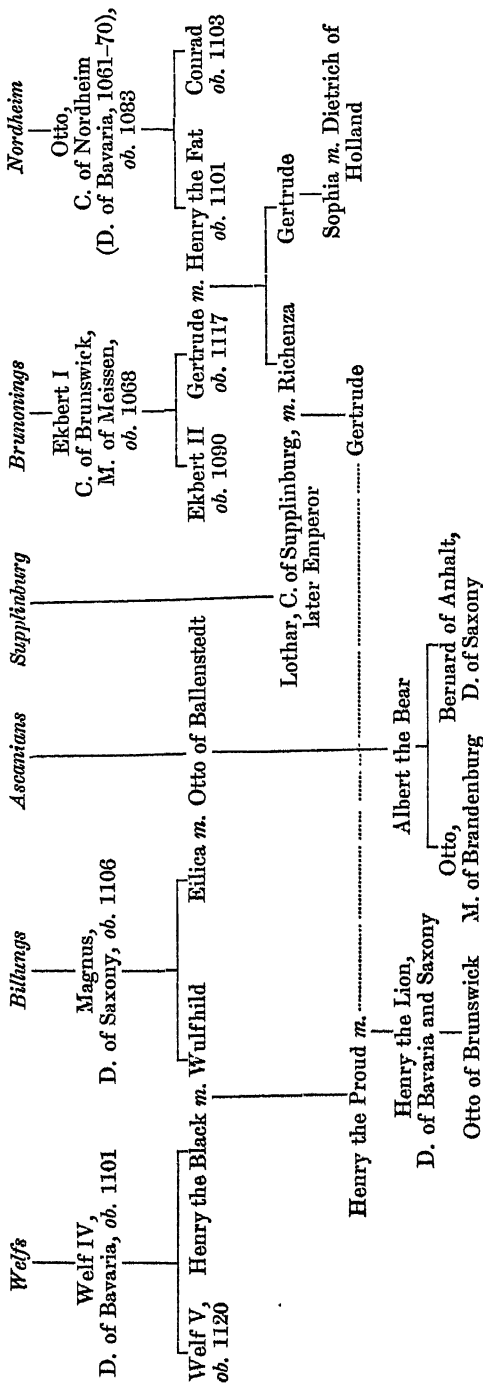 Welfs
Welf IV,
D. of Bavaria, ob. 1101
Welf V,
ob. 1120
Henry the Black m. Wulfhild
Billungs
Magnus,
D. of Saxony, ob. 1106
Eilica m. Otto of Ballenstedt
Ascanians
Supplinburg
Brunonings
Ekbert I
C. of Brunswick,
M. of Meissen,
ob. 1068
Ekbert II
ob. 1090
Gertrude m. Henry the Fat
ob. 1117
ob. 1101
Nordheim
Otto,
C. of Nordheim
(D. of Bavaria, 1061–70),
ob. 1083
Conrad
ob. 1103
Lothar, C. of Supplinburg, m. Richenza
later Emperor
Gertrude
Sophia m. Dietrich of
Holland
Henry the Proud m.
Gertrude
Henry the Lion,
D. of Bavaria and Saxony
Otto of Brunswick
Albert the Bear
Otto,
M. of Brandenburg
Bernard of Anhalt,
D. of Saxony